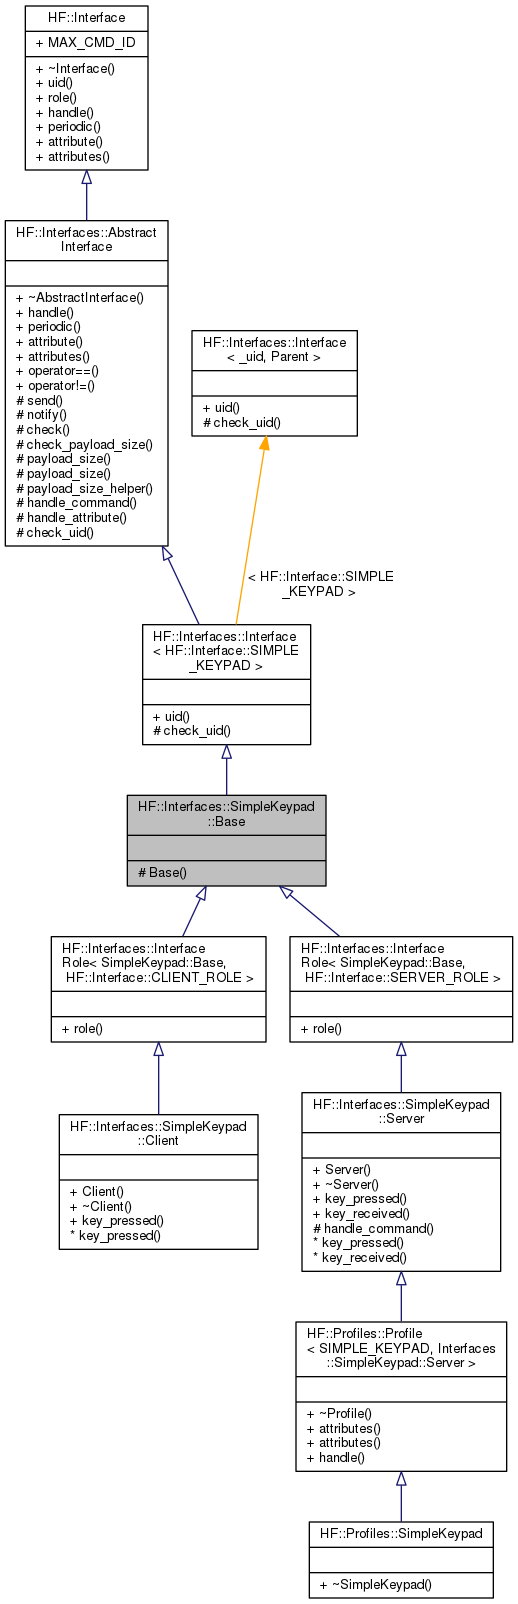 HF::Interface
+ MAX_CMD_ID
+ ~Interface()
+ uid()
+ role()
+ handle()
+ periodic()
+ attribute()
+ attributes()
HF::Interfaces::Abstract
Interface
+ ~AbstractInterface()
+ handle()
+ periodic()
+ attribute()
+ attributes()
+ operator==()
+ operator!=()
# send()
# notify()
# check()
# check_payload_size()
# payload_size()
# payload_size()
# payload_size_helper()
# handle_command()
# handle_attribute()
# check_uid()
HF::Interfaces::Interface
< _uid, Parent >
+ uid()
# check_uid()
< HF::Interface::SIMPLE
_KEYPAD >
HF::Interfaces::Interface
< HF::Interface::SIMPLE
_KEYPAD >
+ uid()
# check_uid()
HF::Interfaces::SimpleKeypad
::Base
# Base()
HF::Interfaces::Interface
Role< SimpleKeypad::Base,
HF::Interface::CLIENT_ROLE >
+ role()
HF::Interfaces::Interface
Role< SimpleKeypad::Base,
HF::Interface::SERVER_ROLE >
+ role()
HF::Interfaces::SimpleKeypad
::Client
+ Client()
+ ~Client()
+ key_pressed()
* key_pressed()
HF::Interfaces::SimpleKeypad
::Server
+ Server()
+ ~Server()
+ key_pressed()
+ key_received()
# handle_command()
* key_pressed()
* key_received()
HF::Profiles::Profile
< SIMPLE_KEYPAD, Interfaces
::SimpleKeypad::Server >
+ ~Profile()
+ attributes()
+ attributes()
+ handle()
HF::Profiles::SimpleKeypad
+ ~SimpleKeypad()